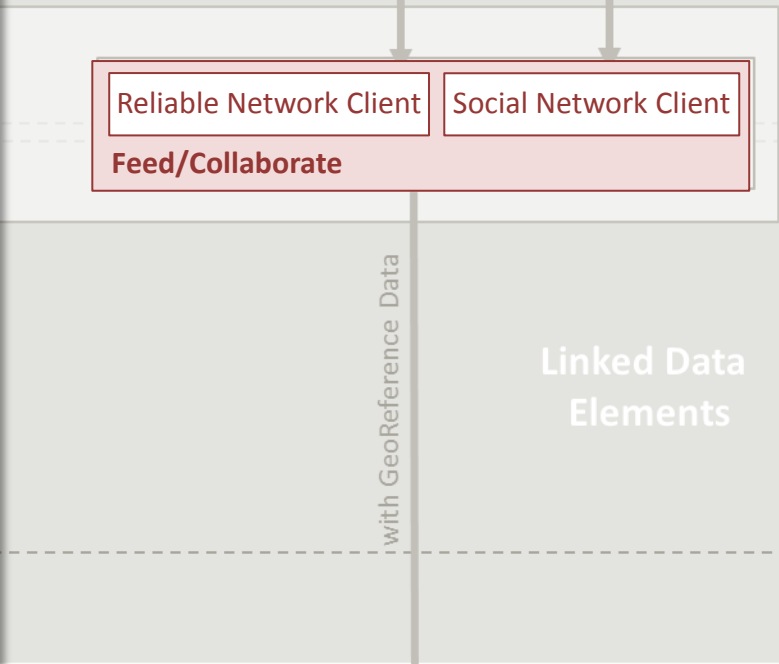 Reliable Network Client
Social Network Client
Feed/Collaborate
with GeoReference Data
Linked Data
Elements